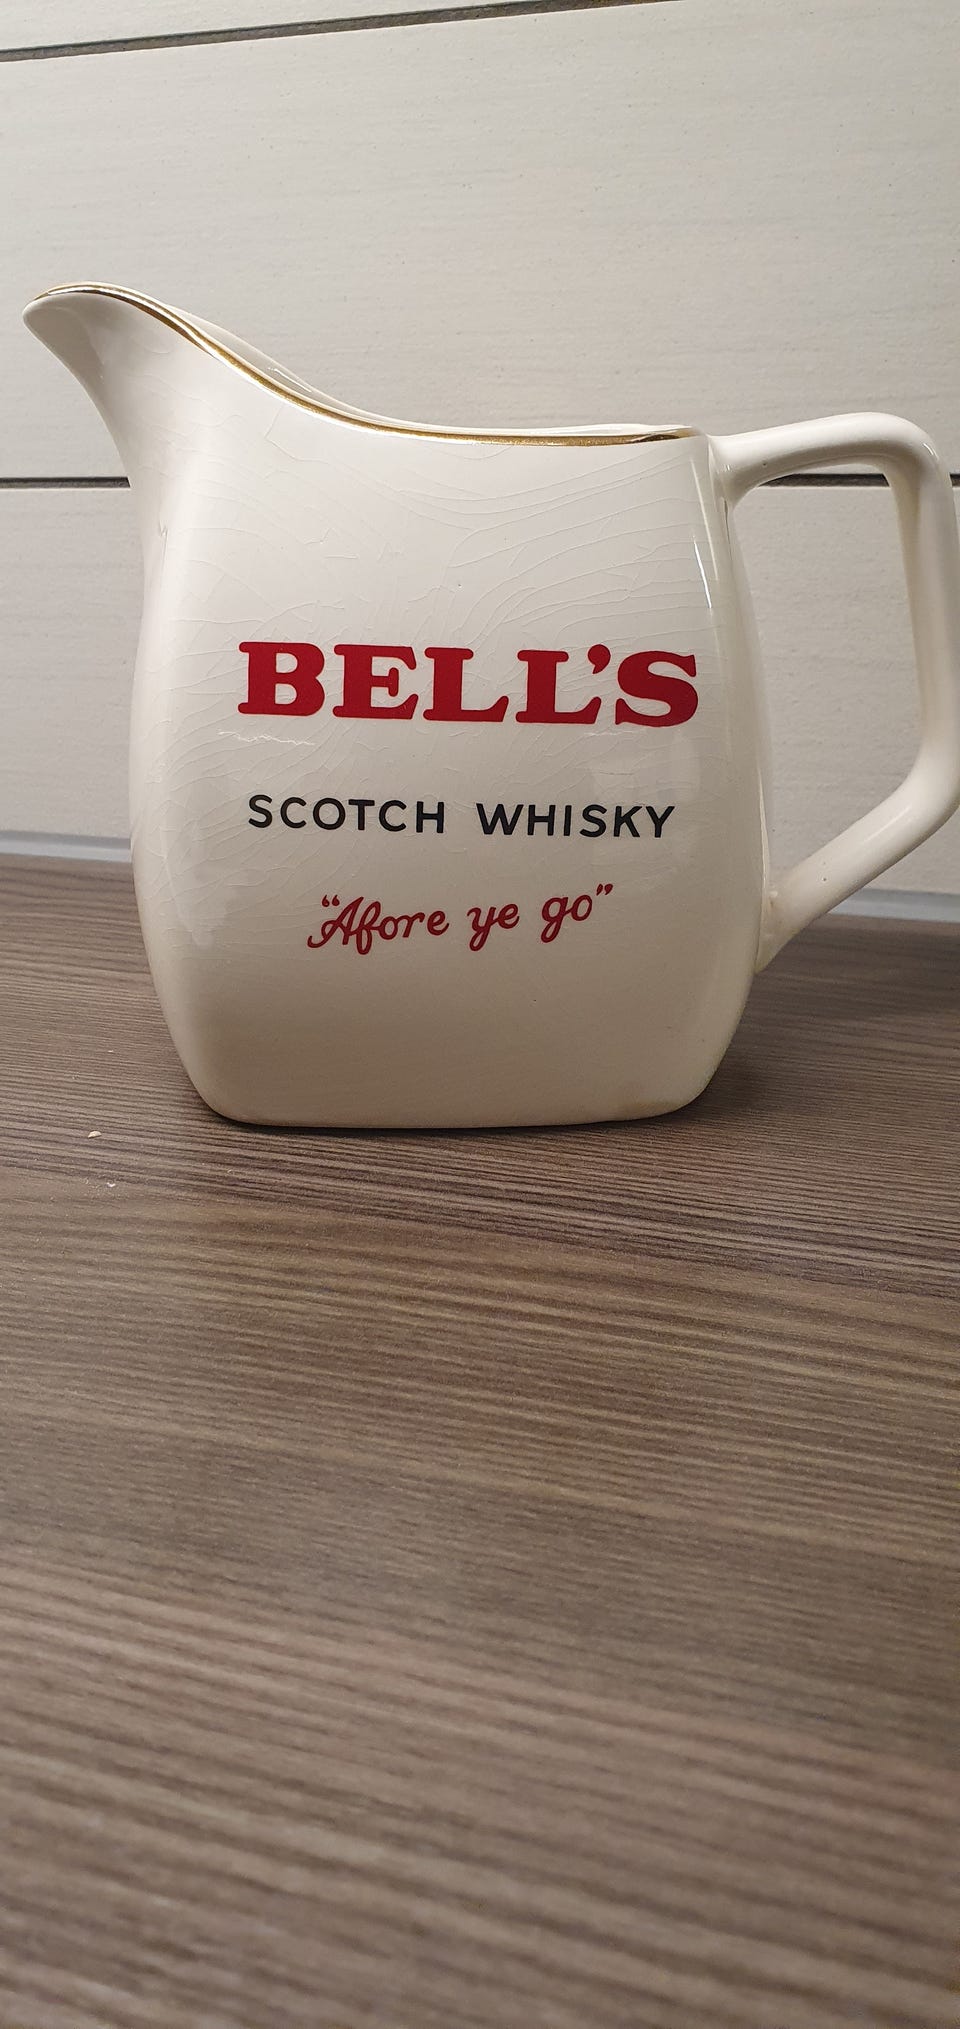 BELL'S
SCOTCH WHISKY
"Afore ye go"